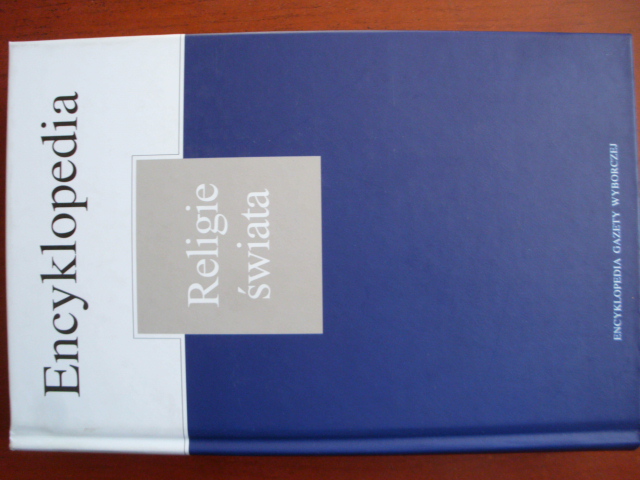 Encyklopedia
Religie
świata
ENCYKLOPEDIA GAZETY WYBORCZEJ